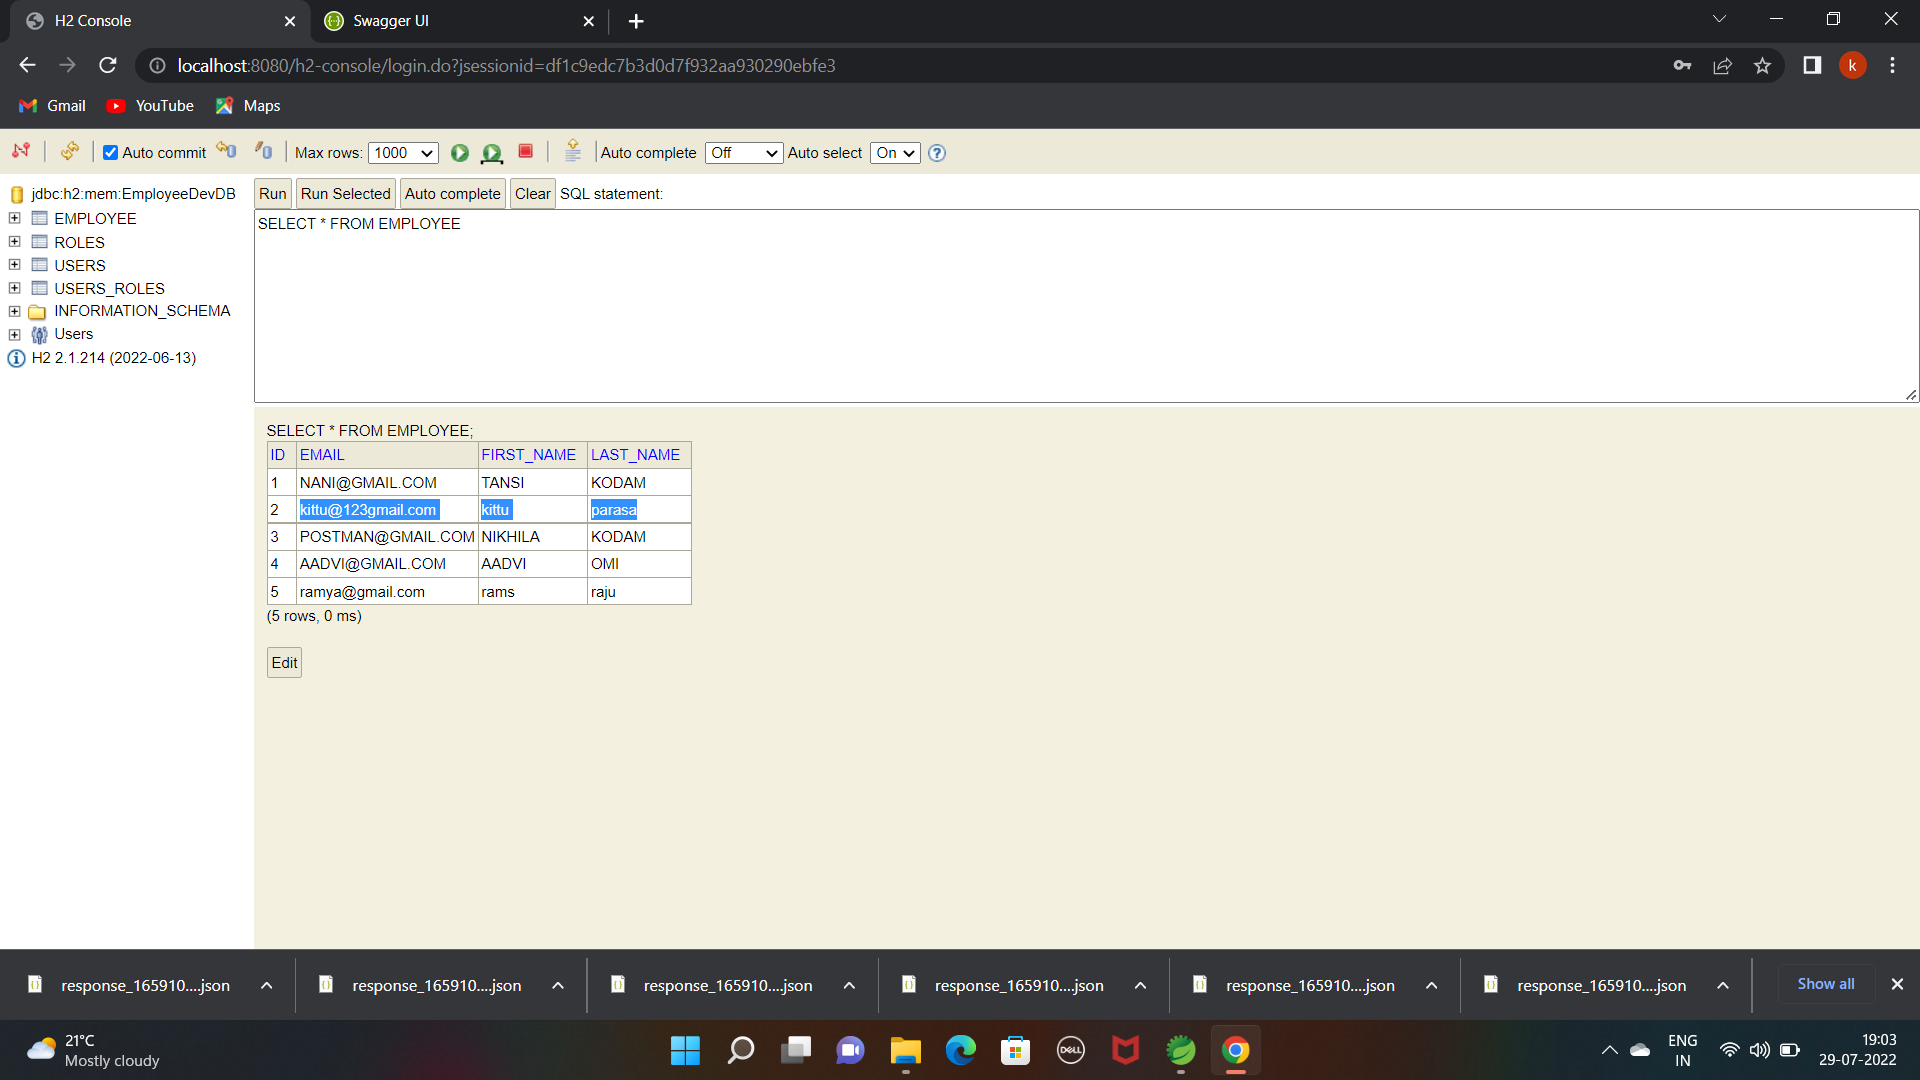 H2 Console
Swagger UI
localhost:8080/h2-console/login.do?jsessionid=df1c9edc7b3d0d7f932aa930290ebfe3
k
Gmail YouTube Maps
Auto commit Max rows: 1000 Auto complete Off Auto select On ?
jdbc:h2:mem:EmployeeDevDB
EMPLOYEE
ROLES
USERS
USERS_ROLES
INFORMATION_SCHEMA
Users
H2 2.1.214 (2022-06-13)
Run Run Selected Auto complete Clear SQL statement:
SELECT * FROM EMPLOYEE
SELECT * FROM EMPLOYEE;
ID EMAIL FIRST_NAME LAST_NAME
1 NANI@GMAIL.COM TANSI KODAM
2 kittu@123gmail.com kittu parasa
3 POSTMAN@GMAIL.COM NIKHILA KODAM
4 AADVI@GMAIL.COM AADVI OMI
5 ramya@gmail.com rams raju
(5 rows, 0 ms)
Edit
response_165910....json response_165910....json response_165910....json response_165910....json response_165910....json response_165910....json Show all
21°C
Mostly cloudy
DELL
ENG
IN
19:03
29-07-2022